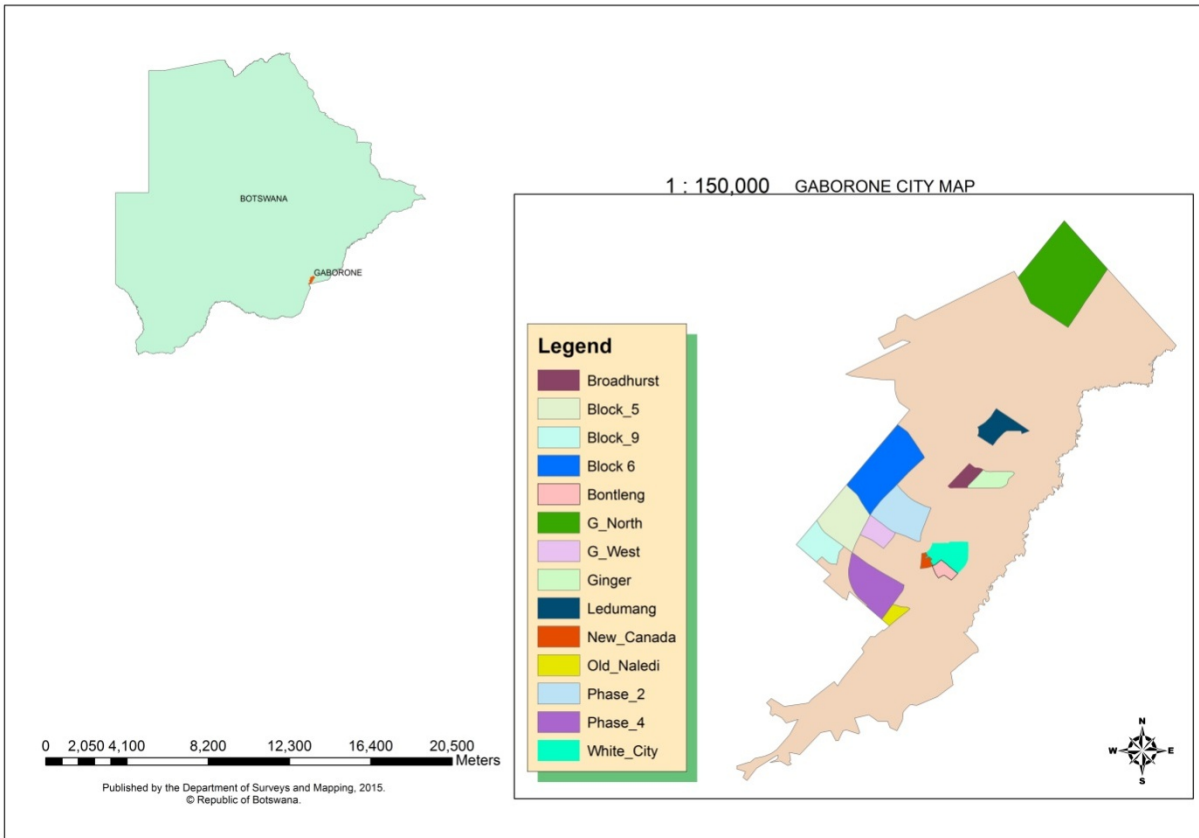 BOTSWANA
GABORONE
1 : 150,000 GABORONE CITY MAP
Legend
Broadhurst
Block_5
Block_9
Block 6
Bontleng
G_North
G_West
Ginger
Ledumang
New_Canada
Old_Naledi
Phase_2
Phase_4
White_City
0 2,050 4,100 8,200 12,300 16,400 20,500
Meters
Published by the Department of Surveys and Mapping, 2015.
© Republic of Botswana.
N
W E
S